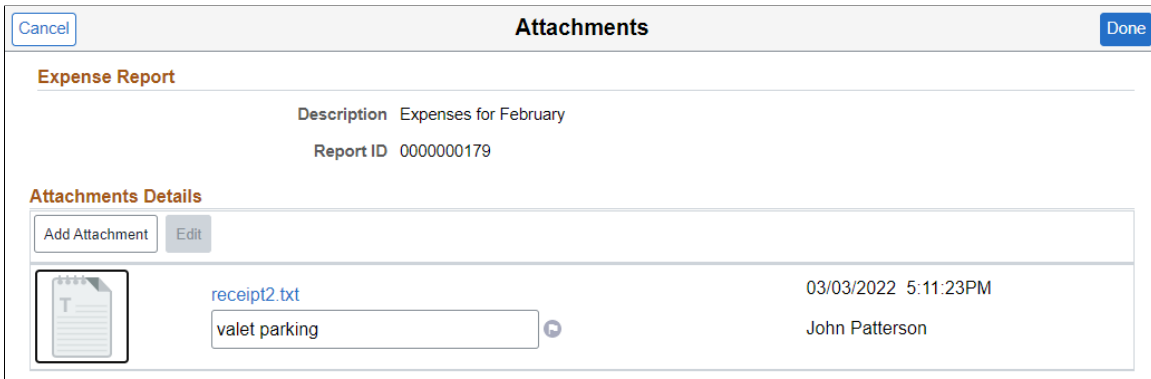 Cancel Attachments Done
Expense Report
Description Expenses for February
Report ID 0000000179
Attachments Details
Add Attachment Edit
T
receipt2.txt 03/03/2022 5:11:23PM
valet parking John Patterson